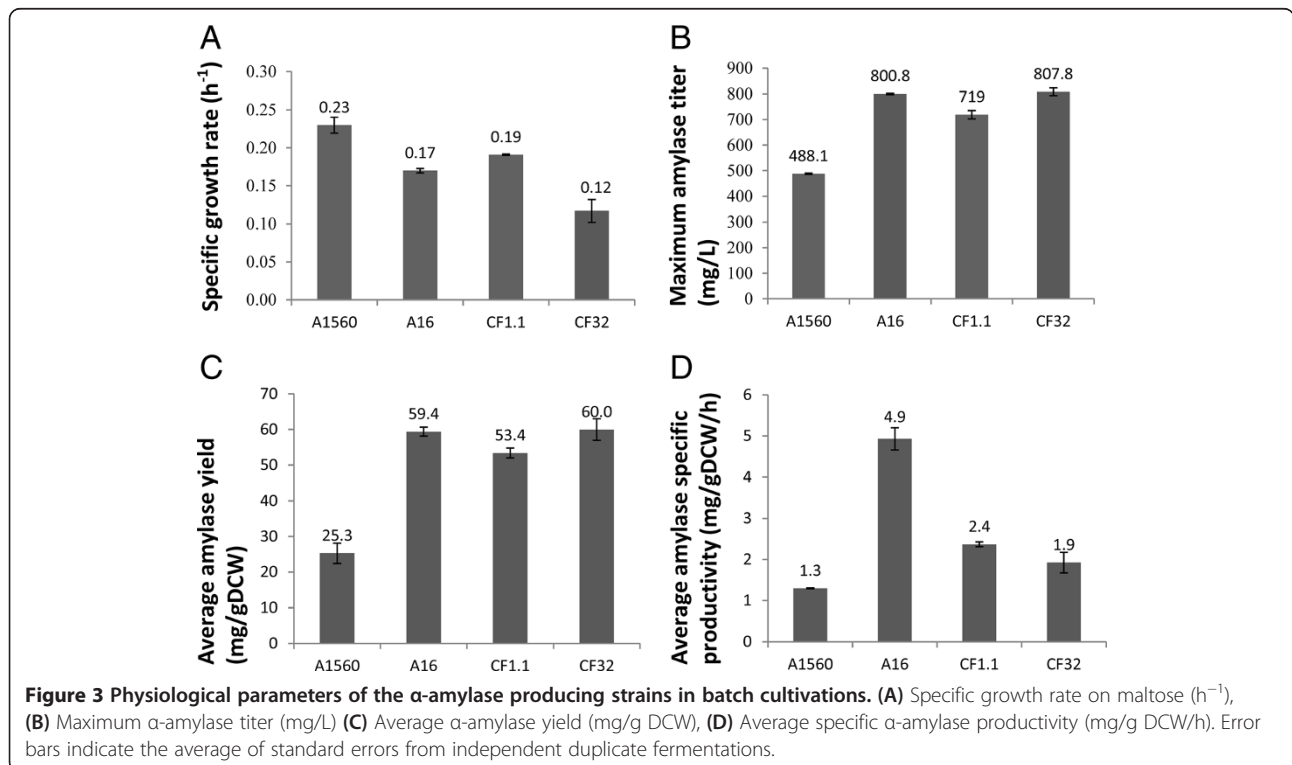 A
Specific growth rate (h⁻¹)
0.30
0.25
0.20
0.15
0.10
0.05
0.00
0.23
0.17
0.19
0.12
A1560 A16 CF1.1 CF32
B
Maximum amylase titer
(mg/L)
900
800
700
600
500
400
300
200
100
0
488.1
800.8
719
807.8
A1560 A16 CF1.1 CF32
C
Average amylase yield
(mg/gDCW)
70
60
50
40
30
20
10
0
25.3
59.4
53.4
60.0
A1560 A16 CF1.1 CF32
D
Average amylase specific
productivity (mg/gDCW/h)
6
5
4
3
2
1
0
1.3
4.9
2.4
1.9
A1560 A16 CF1.1 CF32
Figure 3 Physiological parameters of the α-amylase producing strains in batch cultivations. (A) Specific growth rate on maltose (h⁻¹),
(B) Maximum α-amylase titer (mg/L) (C) Average α-amylase yield (mg/g DCW), (D) Average specific α-amylase productivity (mg/g DCW/h). Error
bars indicate the average of standard errors from independent duplicate fermentations.